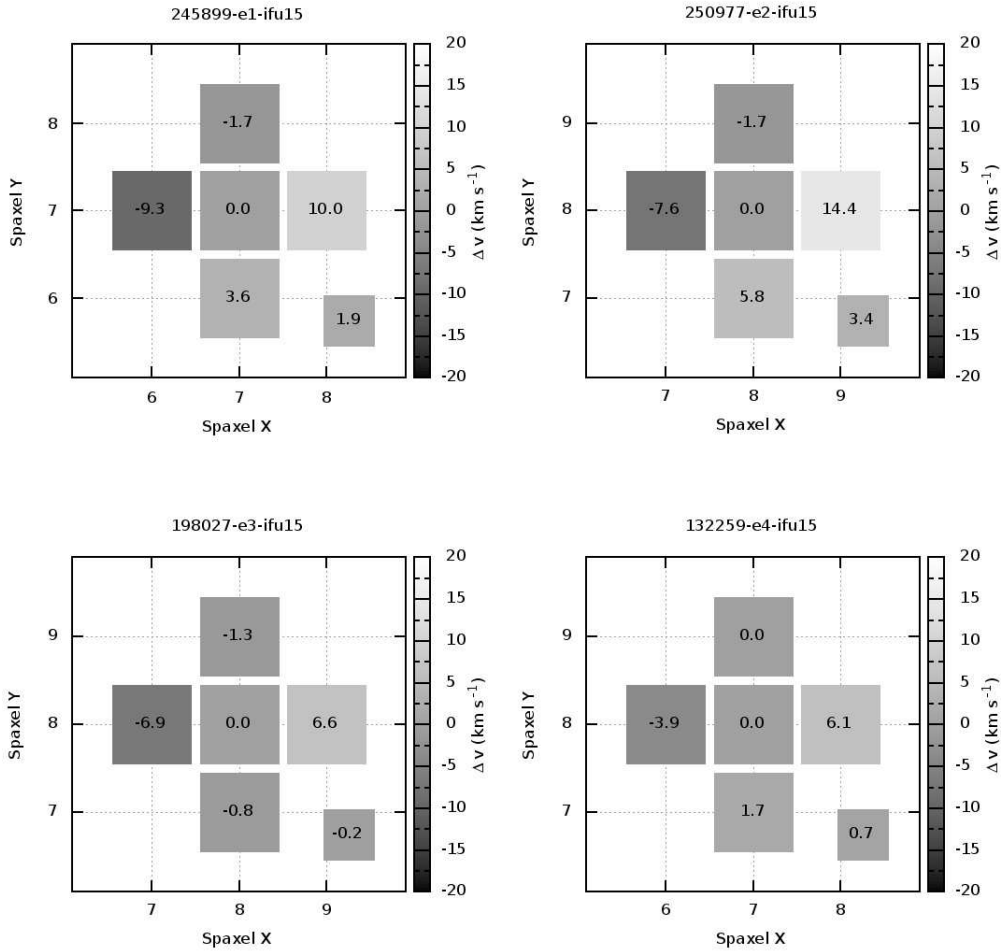 245899-e1-ifu15
20
15
10
5
0
-5
-10
-15
-20
Δ v (km s⁻¹)
8
7
6
Spaxel Y
-1.7
-9.3 0.0 10.0
3.6
1.9
6 7 8
Spaxel X
250977-e2-ifu15
20
15
10
5
0
-5
-10
-15
-20
Δ v (km s⁻¹)
9
8
7
Spaxel Y
-1.7
-7.6 0.0 14.4
5.8
3.4
7 8 9
Spaxel X
198027-e3-ifu15
20
15
10
5
0
-5
-10
-15
-20
Δ v (km s⁻¹)
9
8
7
Spaxel Y
-1.3
-6.9 0.0 6.6
-0.8
-0.2
7 8 9
Spaxel X
132259-e4-ifu15
20
15
10
5
0
-5
-10
-15
-20
Δ v (km s⁻¹)
9
8
7
Spaxel Y
0.0
-3.9 0.0 6.1
1.7
0.7
6 7 8
Spaxel X